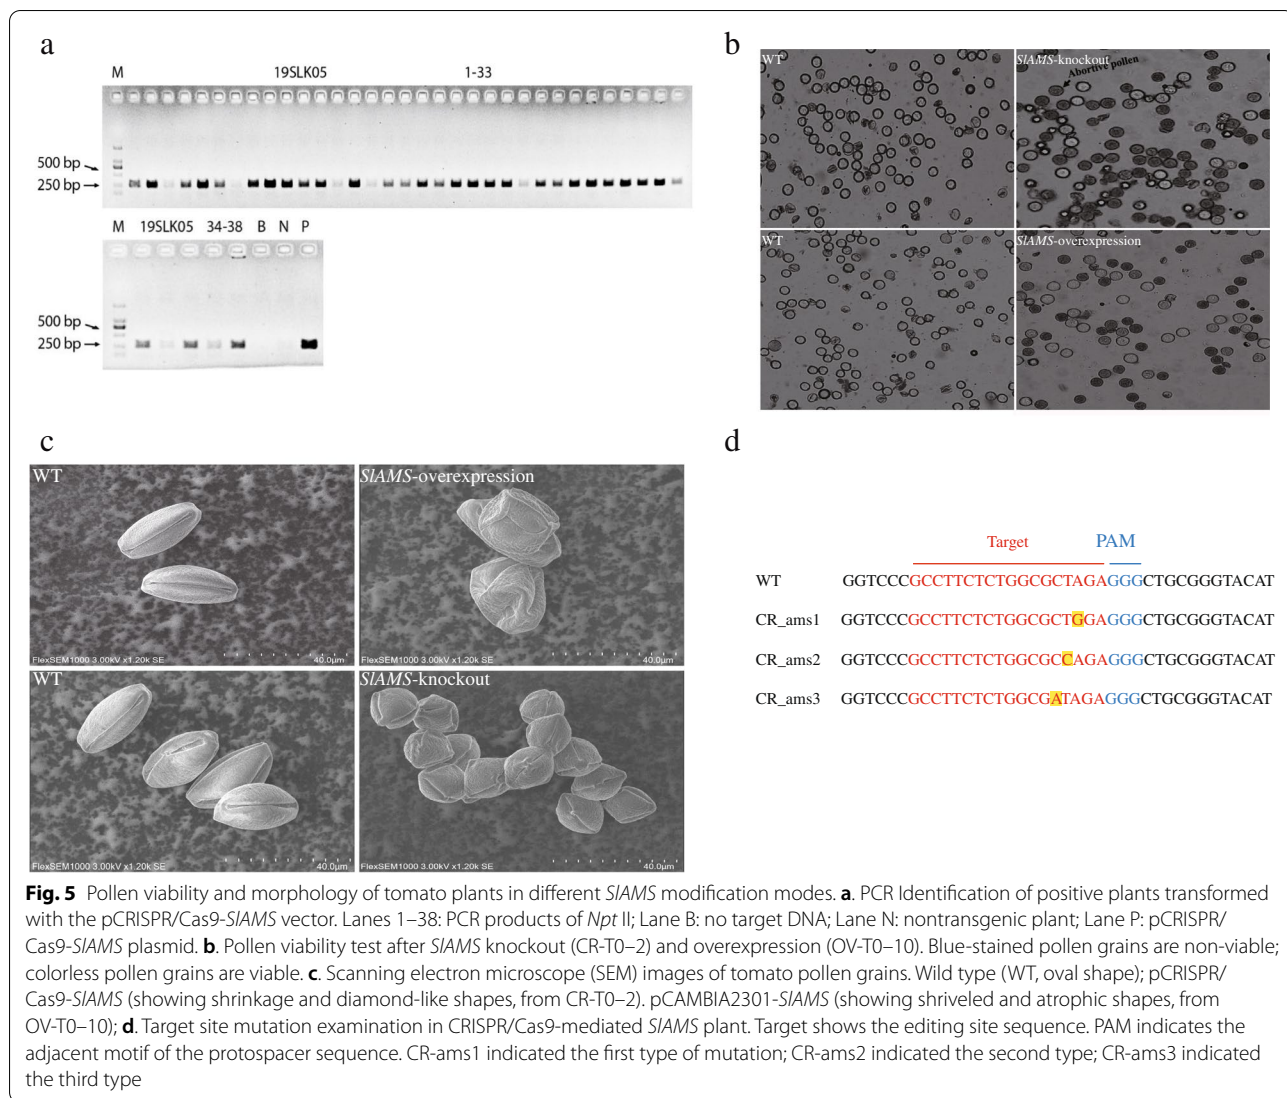 a
M 19SLK05 1-33
500 bp
250 bp
M 19SLK05 34-38 B N P
500 bp
250 bp
b
WT
SlAMS-knockout
Abortive pollen
WT
SlAMS-overexpression
c
WT
FlexSEM1000 3.00kV x1.20k SE 40.0μm
SlAMS-overexpression
FlexSEM1000 3.00kV x1.20k SE 40.0μm
WT
FlexSEM1000 3.00kV x1.20k SE 40.0μm
SlAMS-knockout
FlexSEM1000 3.00kV x1.20k SE 40.0μm
d
Target PAM
WT GGTCCCGCCTTCTCTGGCGCTAGAGGGCTGCGGGTACAT
CR_ams1 GGTCCCGCCTTCTCTGGCGCTGGAGGGCTGCGGGTACAT
CR_ams2 GGTCCCGCCTTCTCTGGCGCCAGAGGGCTGCGGGTACAT
CR_ams3 GGTCCCGCCTTCTCTGGCGATAGAGGGCTGCGGGTACAT
Fig. 5 Pollen viability and morphology of tomato plants in different SlAMS modification modes. a. PCR Identification of positive plants transformed
with the pCRISPR/Cas9-SlAMS vector. Lanes 1–38: PCR products of Npt II; Lane B: no target DNA; Lane N: nontransgenic plant; Lane P: pCRISPR/
Cas9-SlAMS plasmid. b. Pollen viability test after SlAMS knockout (CR-T0–2) and overexpression (OV-T0–10). Blue-stained pollen grains are non-viable;
colorless pollen grains are viable. c. Scanning electron microscope (SEM) images of tomato pollen grains. Wild type (WT, oval shape); pCRISPR/
Cas9-SlAMS (showing shrinkage and diamond-like shapes, from CR-T0–2). pCAMBIA2301-SlAMS (showing shriveled and atrophic shapes, from
OV-T0–10); d. Target site mutation examination in CRISPR/Cas9-mediated SlAMS plant. Target shows the editing site sequence. PAM indicates the
adjacent motif of the protospacer sequence. CR-ams1 indicated the first type of mutation; CR-ams2 indicated the second type; CR-ams3 indicated
the third type